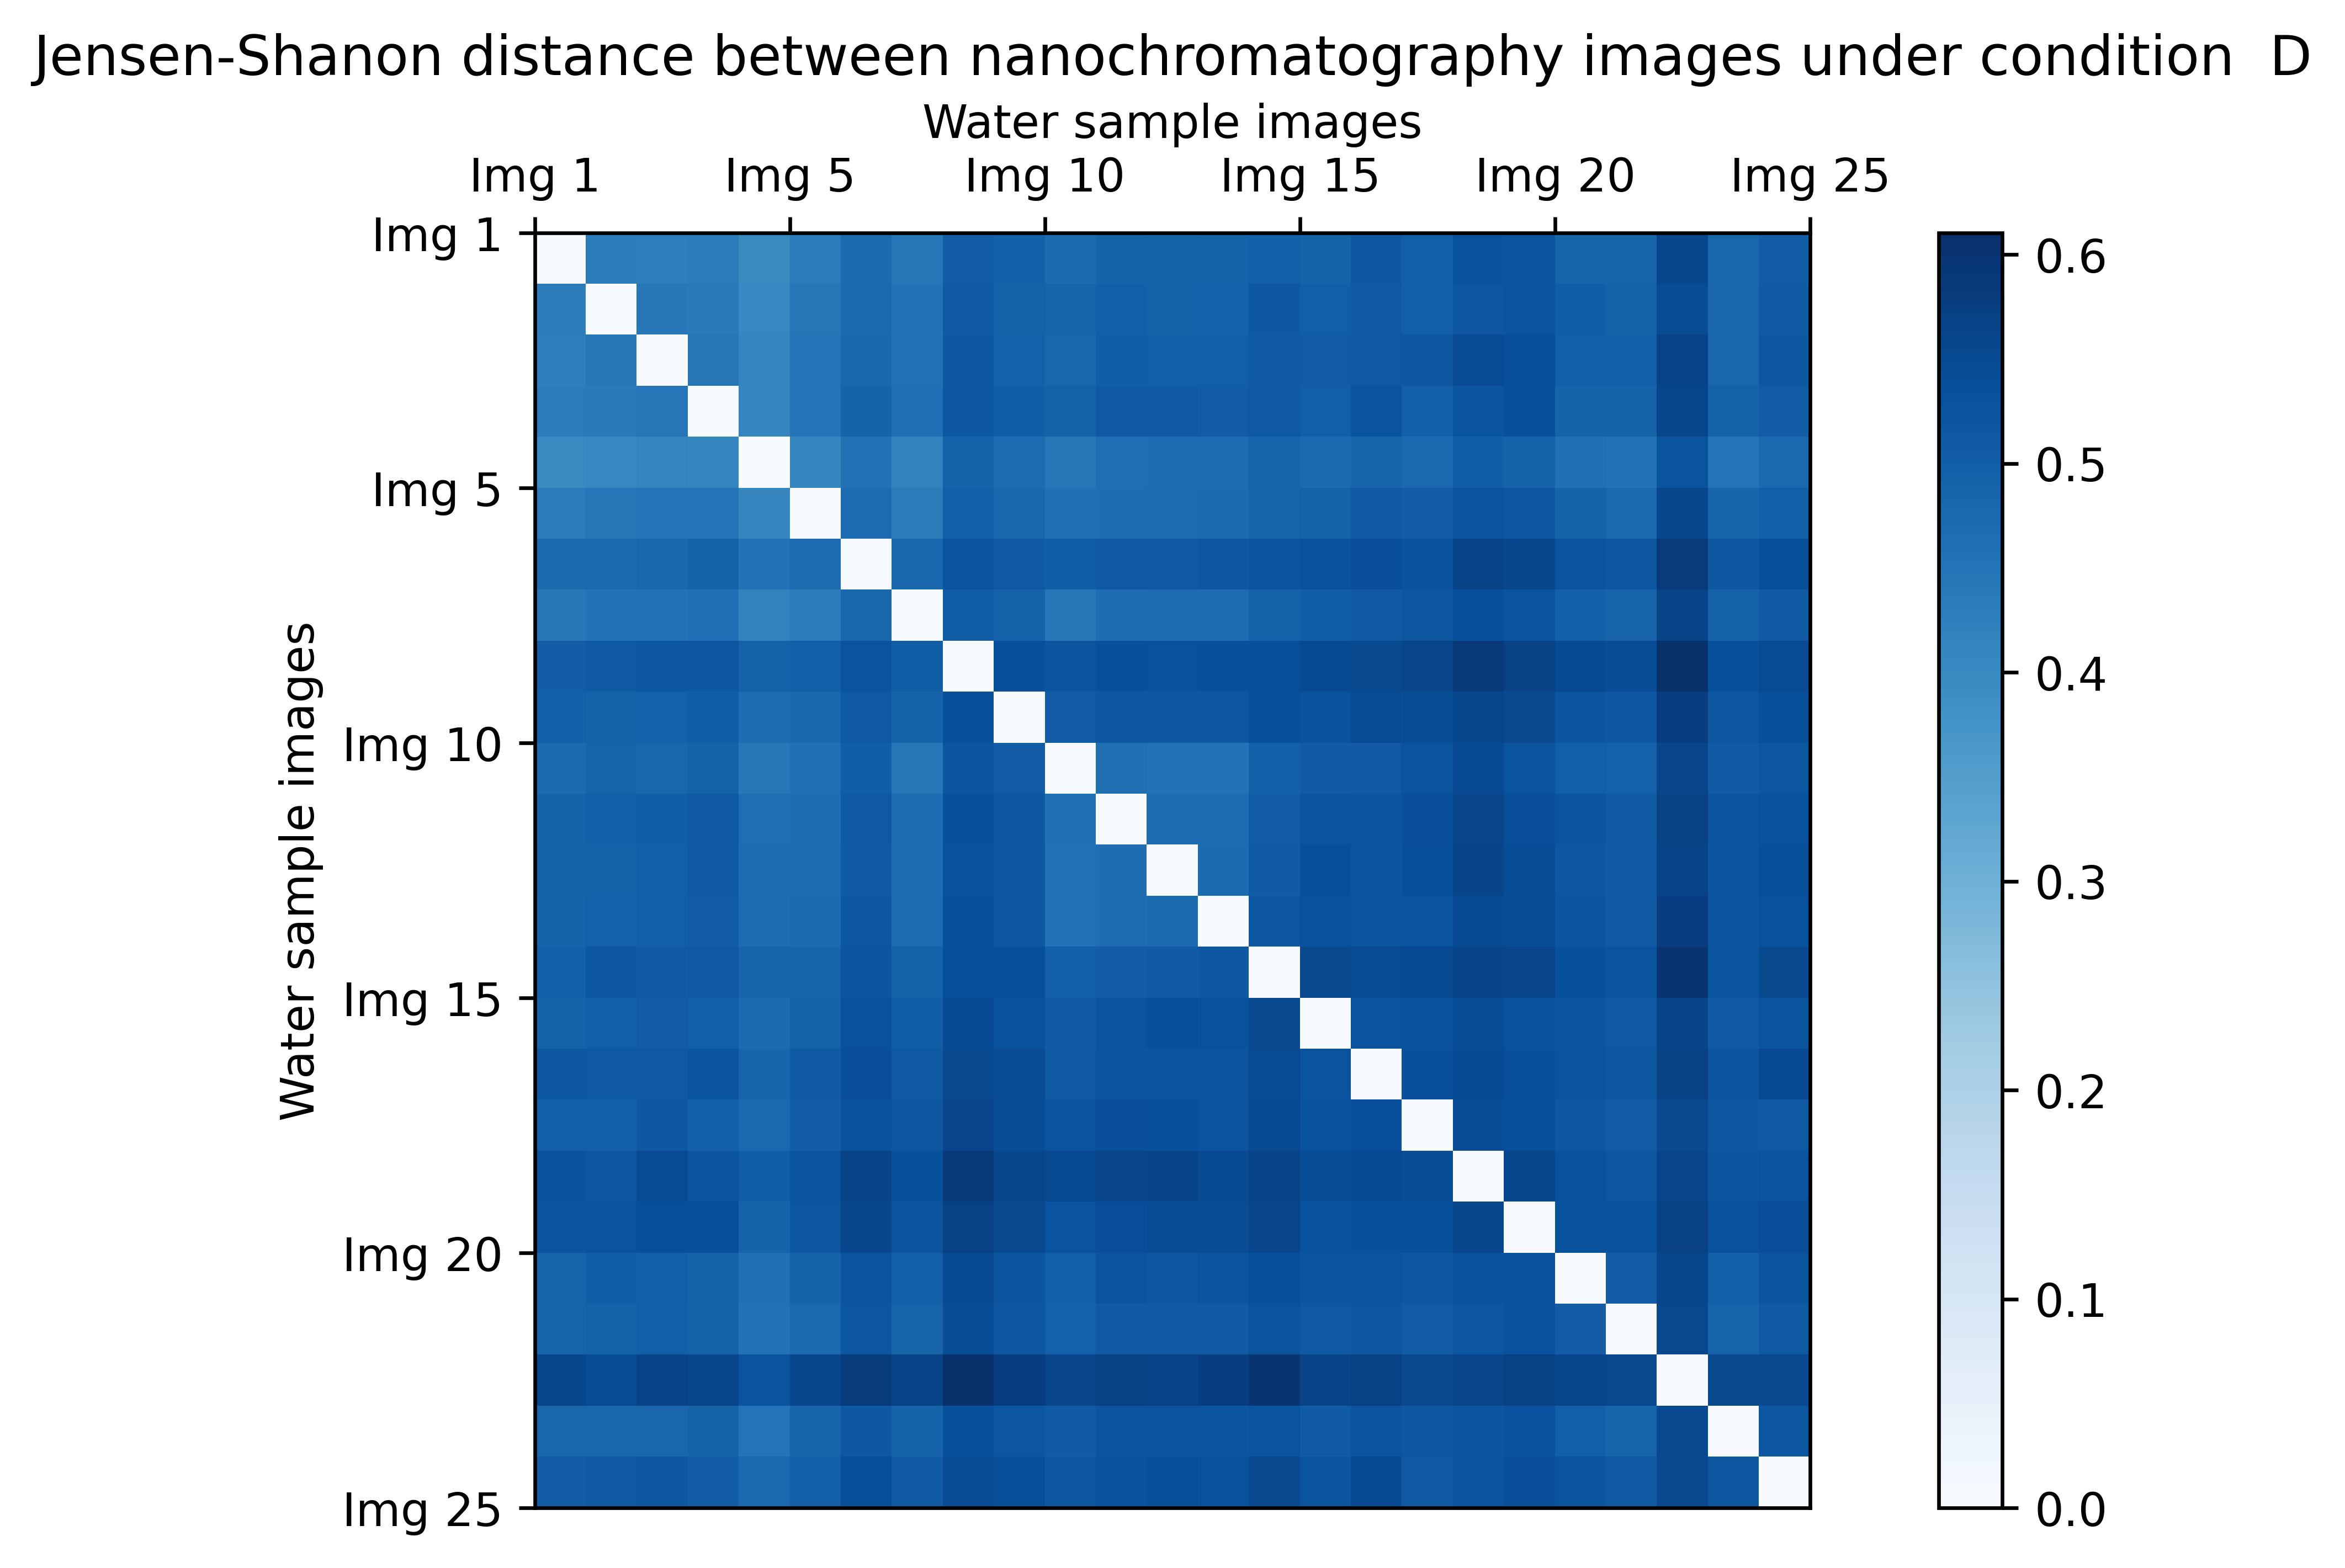 Jensen-Shanon distance between nanochromatography images under condition  D
Water sample images
Img 1 Img 5 Img 10 Img 15 Img 20 Img 25
Img 1
Img 5
Img 10
Img 15
Img 20
Img 25
Water sample images
0.6
0.5
0.4
0.3
0.2
0.1
0.0